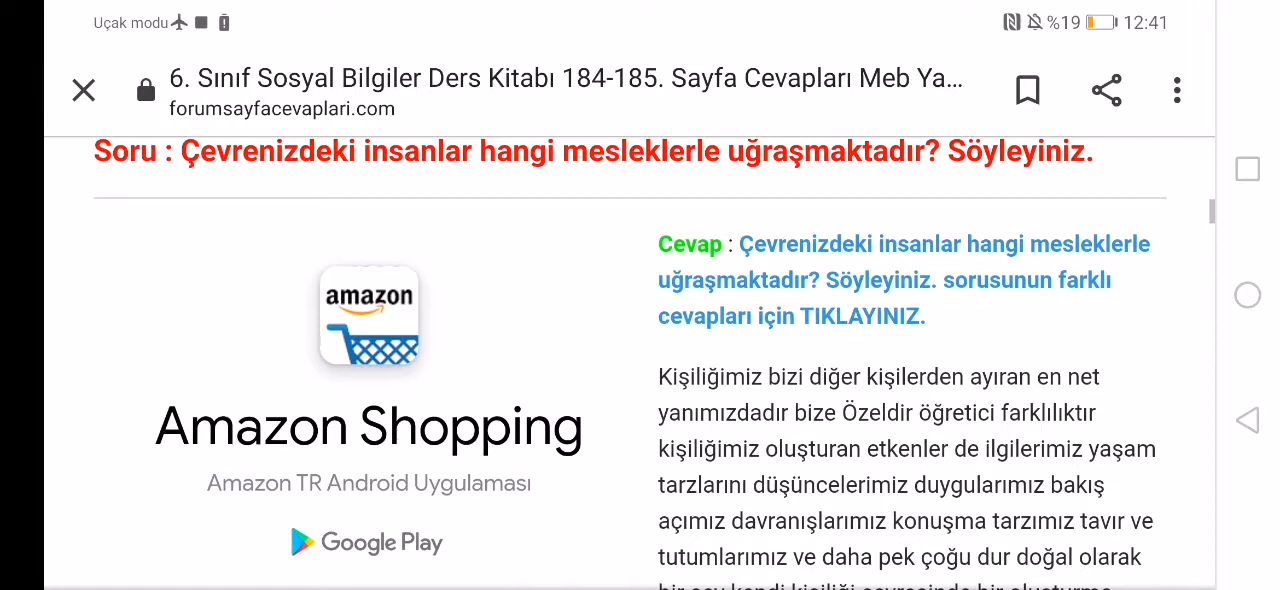 Uçak modu %19 12:41
6. Sınıf Sosyal Bilgiler Ders Kitabı 184-185. Sayfa Cevapları Meb Ya...
forumsayfacevaplari.com
Soru : Çevrenizdeki insanlar hangi mesleklerle uğraşmaktadır? Söyleyiniz.
amazon
Amazon Shopping
Amazon TR Android Uygulaması
Google Play
Cevap : Çevrenizdeki insanlar hangi mesleklerle
uğraşmaktadır? Söyleyiniz. sorusunun farklı
cevapları için TIKLAYINIZ.
Kişiliğimiz bizi diğer kişilerden ayıran en net
yanımızdadır bize Özeldir öğretici farklılıktır
kişiliğimiz oluşturan etkenler de ilgilerimiz yaşam
tarzlarını düşüncelerimiz duygularımız bakış
açımız davranışlarımız konuşma tarzımız tavır ve
tutumlarımız ve daha pek çoğu dur doğal olarak